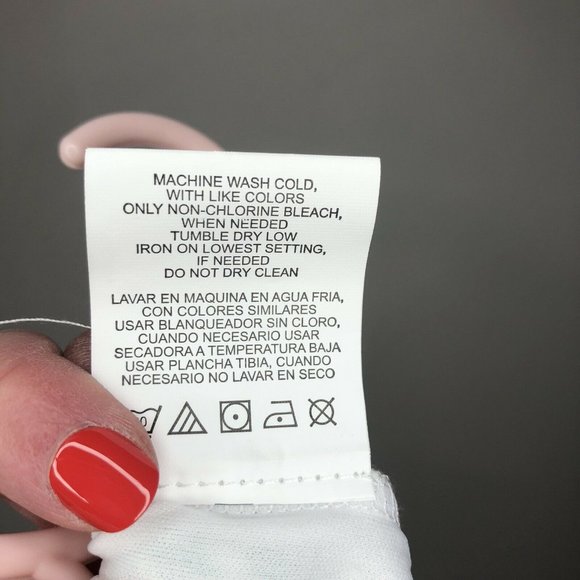 MACHINE WASH COLD,
WITH LIKE COLORS
ONLY NON-CHLORINE BLEACH,
WHEN NEEDED
TUMBLE DRY LOW
IRON ON LOWEST SETTING,
IF NEEDED
DO NOT DRY CLEAN
LAVAR EN MAQUINA EN AGUA FRIA,
CON COLORES SIMILARES
USAR BLANQUEADOR SIN CLORO,
CUANDO NECESARIO USAR
SECADORA A TEMPERATURA BAJA
USAR PLANCHA TIBIA, CUANDO
NECESARIO NO LAVAR EN SECO